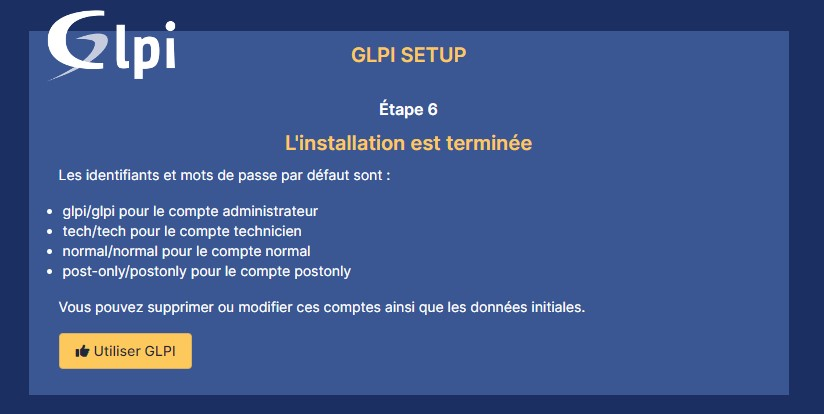 Glpi
GLPI SETUP
Étape 6
L'installation est terminée
Les identifiants et mots de passe par défaut sont :
glpi/glpi pour le compte administrateur
tech/tech pour le compte technicien
normal/normal pour le compte normal
post-only/postonly pour le compte postonly
Vous pouvez supprimer ou modifier ces comptes ainsi que les données initiales.
Utiliser GLPI